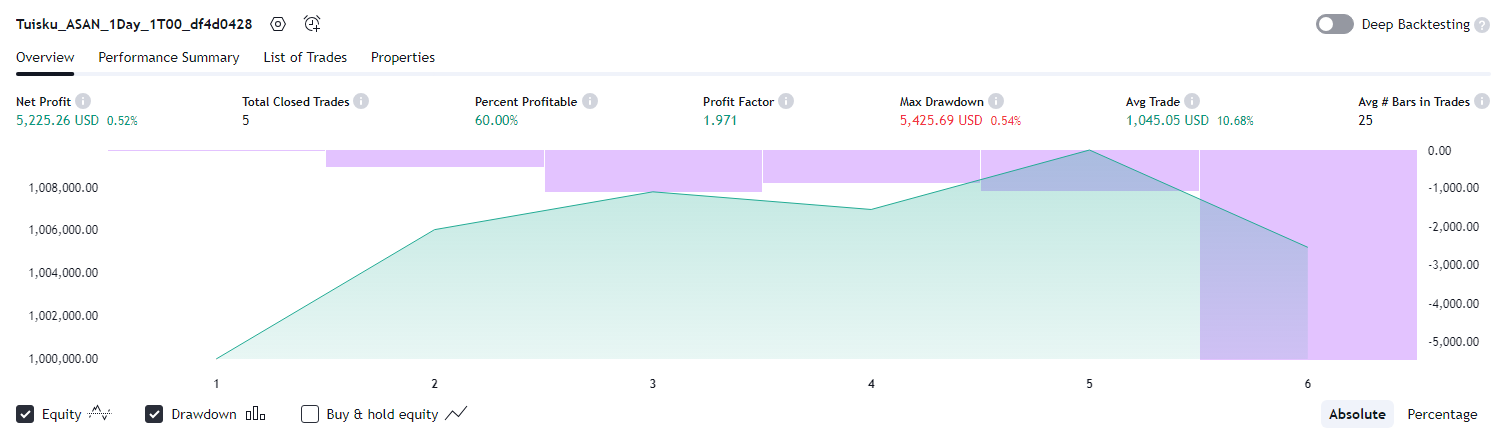 Tuisku_ASAN_1Day_1T00_df4d0428 Deep Backtesting ?
Overview Performance Summary List of Trades Properties
Net Profit Total Closed Trades Percent Profitable Profit Factor Max Drawdown Avg Trade Avg # Bars in Trades
5,225.26 USD 0.52% 5 60.00% 1.971 5,425.69 USD 0.54% 1,045.05 USD 10.68% 25
0.00
1,008,000.00 -1,000.00
1,006,000.00 -2,000.00
1,004,000.00 -3,000.00
1,002,000.00 -4,000.00
1,000,000.00 -5,000.00
1 2 3 4 5 6
Equity Drawdown Buy & hold equity Absolute Percentage